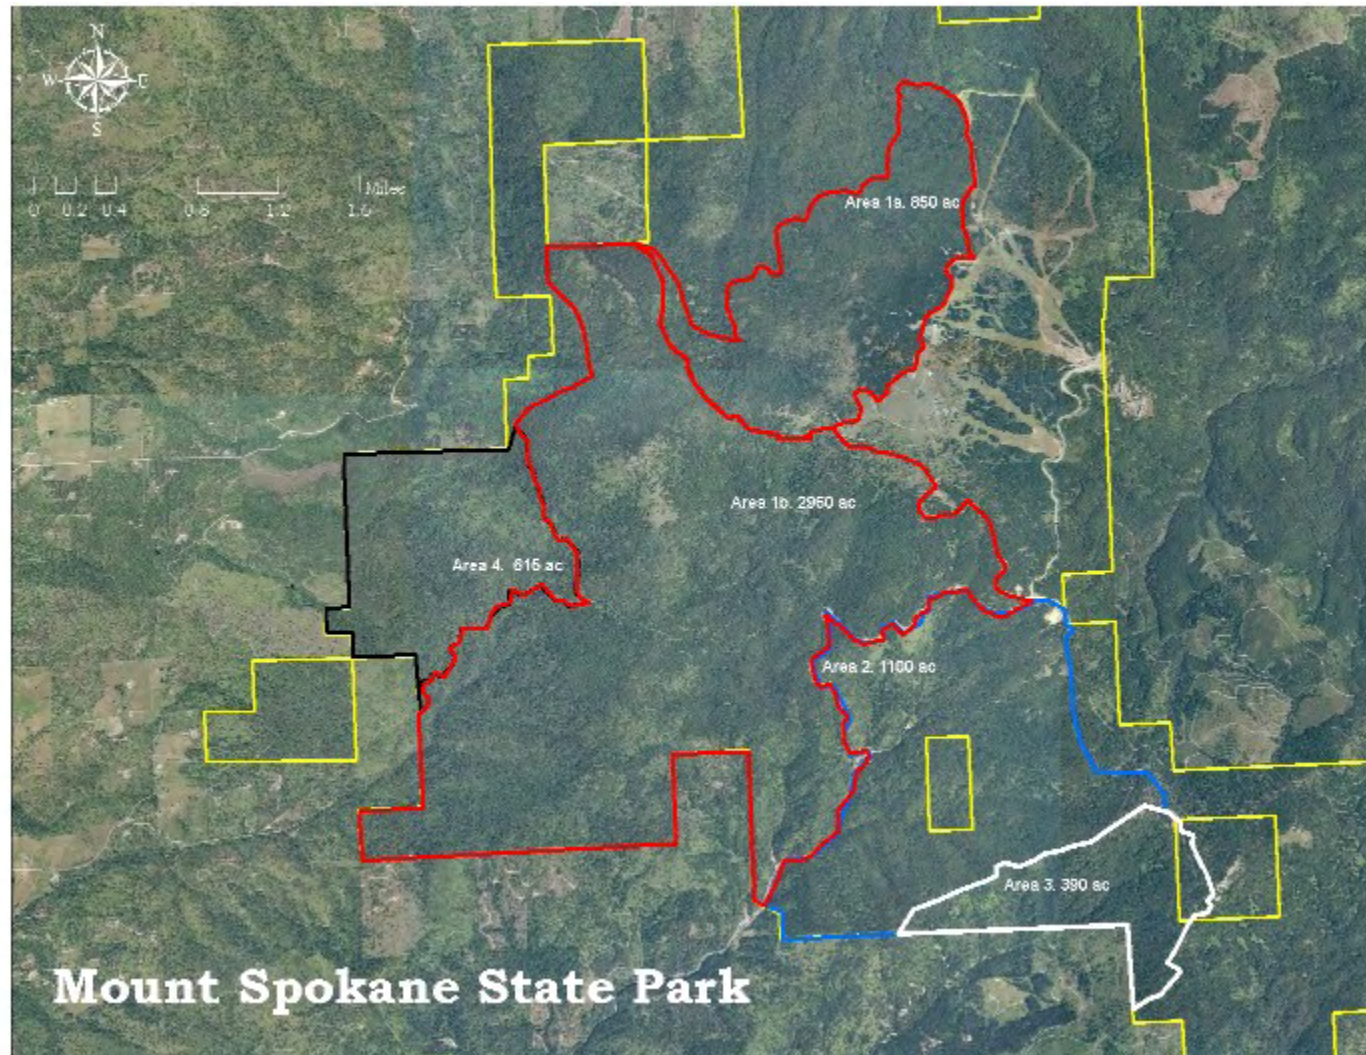 N
W E
S
Miles
0 0.2 0.4 0.8 1.2 1.6
Area 1a. 850 ac
Area 1b. 2960 ac
Area 4. 615 ac
Area 2. 1100 ac
Area 3. 390 ac
Mount Spokane State Park